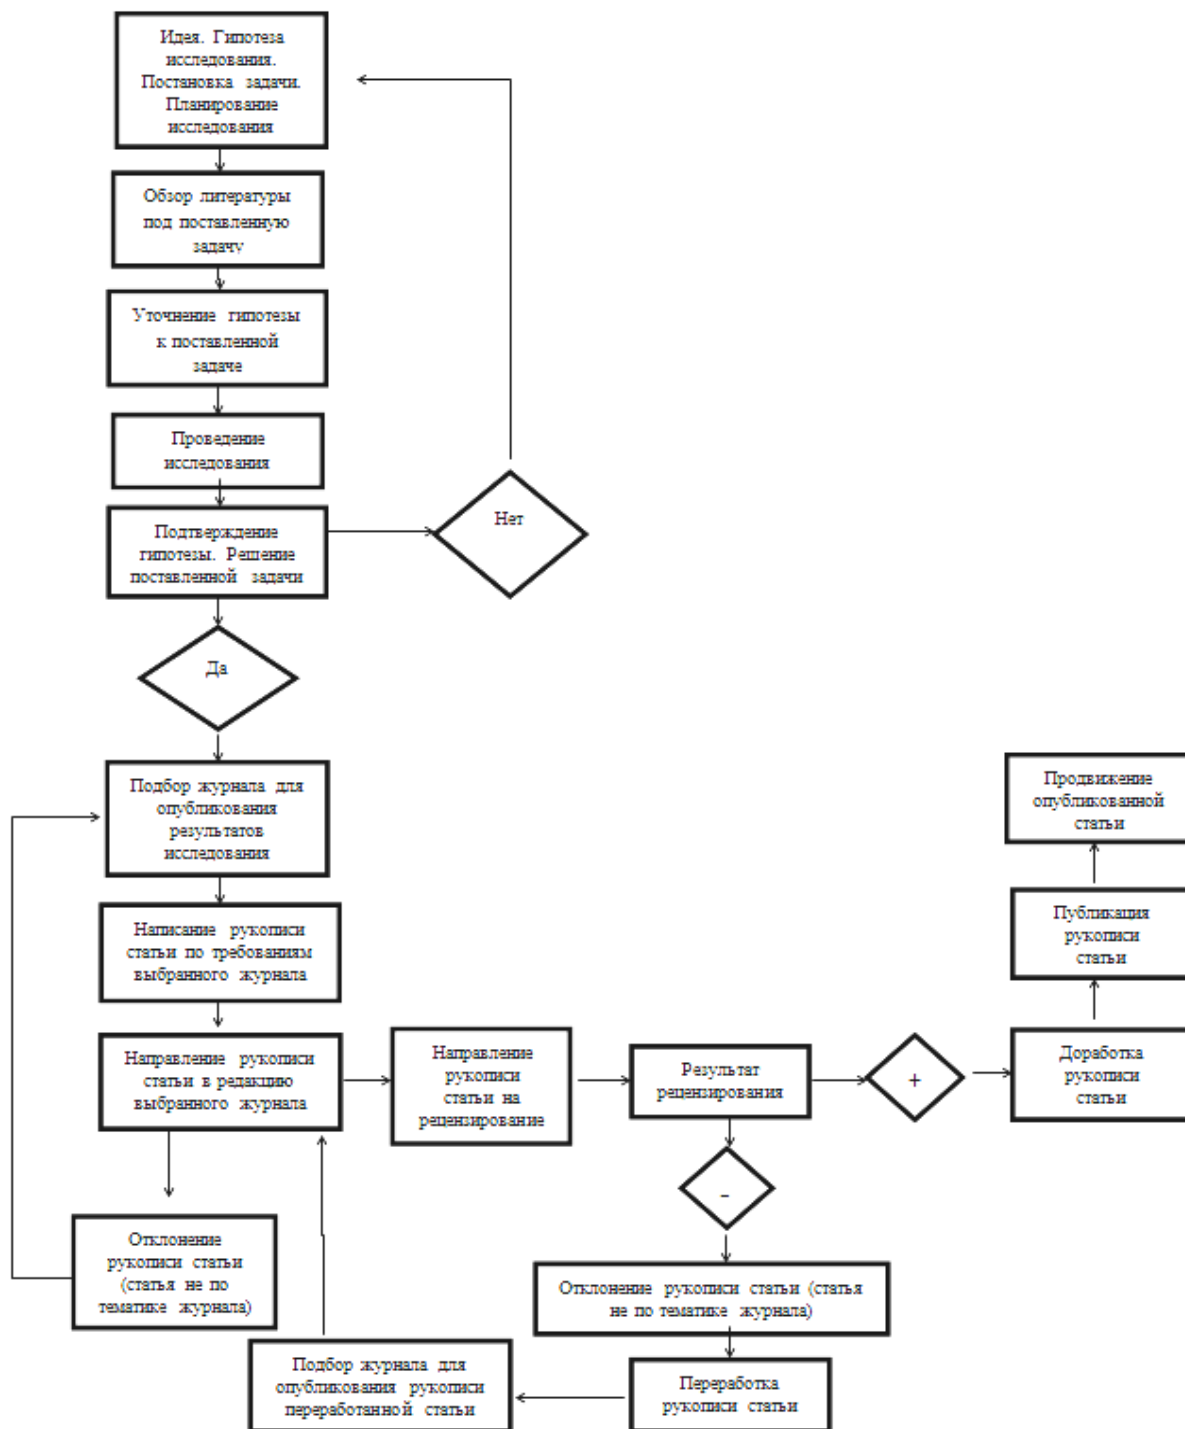 Идея. Гипотеза
исследования.
Постановка задачи.
Планирование
исследования
Обзор литературы
под поставленную
задачу
Уточнение гипотезы
к поставленной
задаче
Проведение
исследования
Подтверждение
гипотезы. Решение
поставленной задачи
Нет
Да
Подбор журнала для
опубликования
результатов
исследования
Написание рукописи
статьи по требованиям
выбранного журнала
Направление рукописи
статьи в редакцию
выбранного журнала
Направление
рукописи
статьи на
рецензирование
Результат
рецензирования
+
Доработка
рукописи
статьи
Публикация
рукописи
статьи
Продвижение
опубликованной
статьи
-
Отклонение
рукописи статьи
(статья не по
тематике журнала)
Отклонение рукописи статьи (статья
не по тематике журнала)
Переработка
рукописи статьи
Подбор журнала для
опубликования рукописи
переработанной статьи